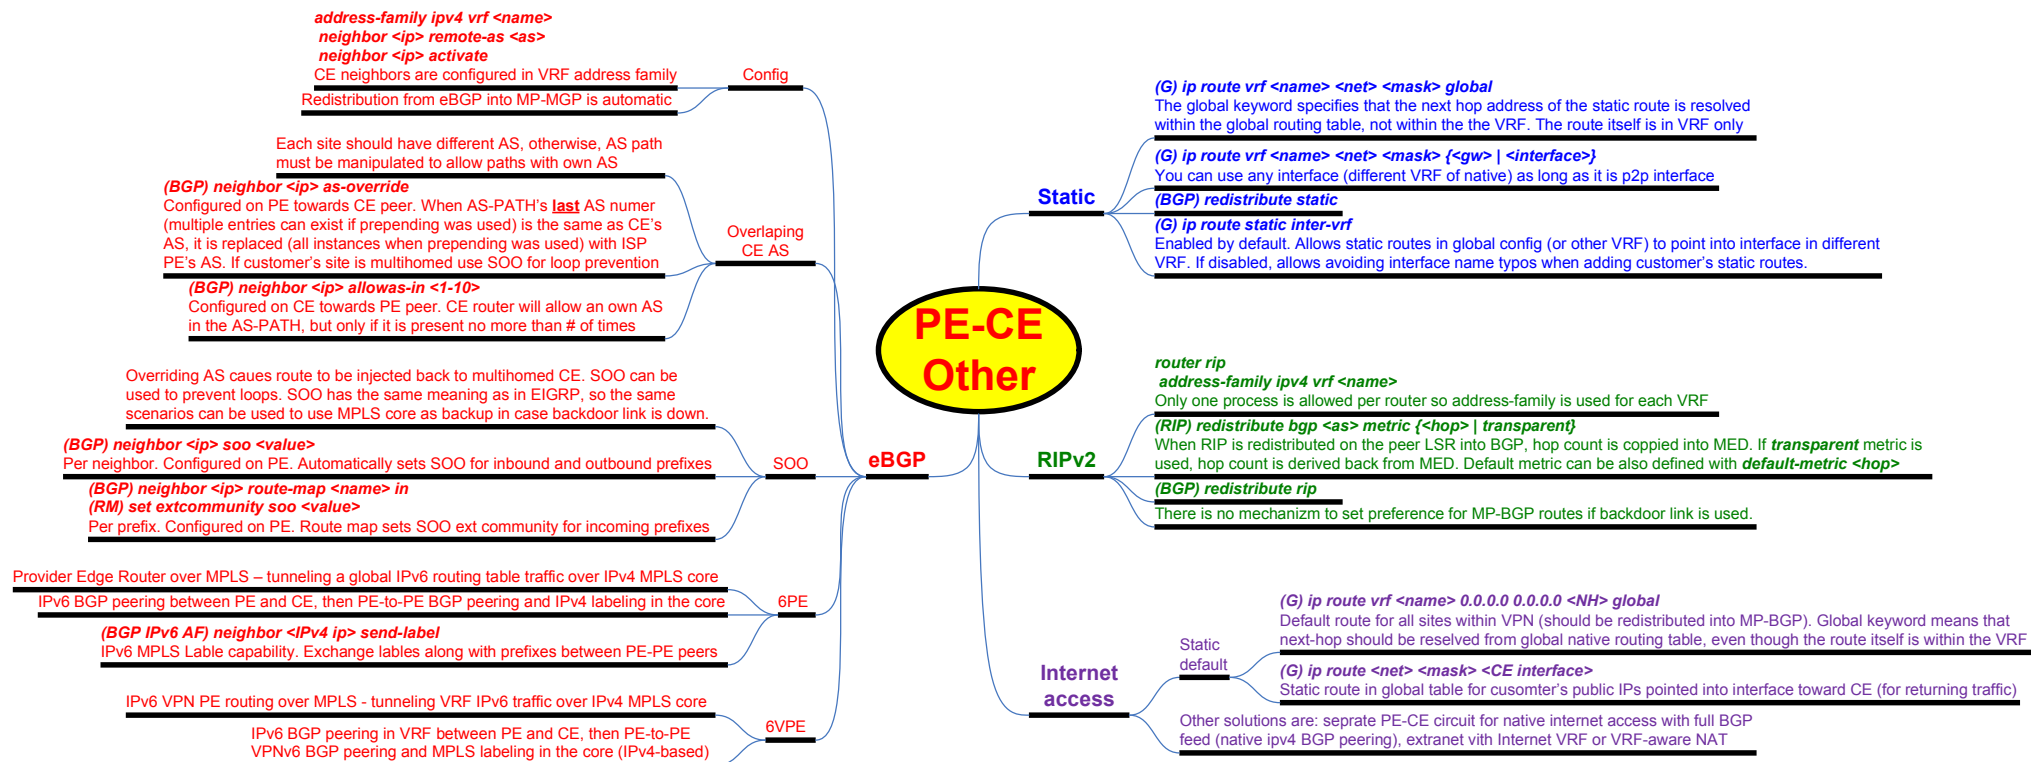 address-family ipv4 vrf <name>
neighbor <ip> remote-as <as>
neighbor <ip> activate
CE neighbors are configured in VRF address family
Config
Redistribution from eBGP into MP-MGP is automatic
Each site should have different AS, otherwise, AS path
must be manipulated to allow paths with own AS
(BGP) neighbor <ip> as-override
Configured on PE towards CE peer. When AS-PATH's last AS numer
(multiple entries can exist if prepending was used) is the same as CE's
AS, it is replaced (all instances when prepending was used) with ISP
PE's AS. If customer's site is multihomed use SOO for loop prevention
Overlaping
CE AS
(BGP) neighbor <ip> allowas-in <1-10>
Configured on CE towards PE peer. CE router will allow an own AS
in the AS-PATH, but only if it is present no more than # of times
Overriding AS caues route to be injected back to multihomed CE. SOO can be
used to prevent loops. SOO has the same meaning as in EIGRP, so the same
scenarios can be used to use MPLS core as backup in case backdoor link is down.
(BGP) neighbor <ip> soo <value>
Per neighbor. Configured on PE. Automatically sets SOO for inbound and outbound prefixes
SOO
(BGP) neighbor <ip> route-map <name> in
(RM) set extcommunity soo <value>
Per prefix. Configured on PE. Route map sets SOO ext community for incoming prefixes
eBGP
Provider Edge Router over MPLS – tunneling a global IPv6 routing table traffic over IPv4 MPLS core
IPv6 BGP peering between PE and CE, then PE-to-PE BGP peering and IPv4 labeling in the core
6PE
(BGP IPv6 AF) neighbor <IPv4 ip> send-label
IPv6 MPLS Lable capability. Exchange lables along with prefixes between PE-PE peers
IPv6 VPN PE routing over MPLS - tunneling VRF IPv6 traffic over IPv4 MPLS core
6VPE
IPv6 BGP peering in VRF between PE and CE, then PE-to-PE
VPNv6 BGP peering and MPLS labeling in the core (IPv4-based)
PE-CE
Other
Static
(G) ip route vrf <name> <net> <mask> global
The global keyword specifies that the next hop address of the static route is resolved
within the global routing table, not within the the VRF. The route itself is in VRF only
(G) ip route vrf <name> <net> <mask> {<gw> | <interface>}
You can use any interface (different VRF of native) as long as it is p2p interface
(BGP) redistribute static
(G) ip route static inter-vrf
Enabled by default. Allows static routes in global config (or other VRF) to point into interface in different
VRF. If disabled, allows avoiding interface name typos when adding customer's static routes.
RIPv2
router rip
address-family ipv4 vrf <name>
Only one process is allowed per router so address-family is used for each VRF
(RIP) redistribute bgp <as> metric {<hop> | transparent}
When RIP is redistributed on the peer LSR into BGP, hop count is coppied into MED. If transparent metric is
used, hop count is derived back from MED. Default metric can be also defined with default-metric <hop>
(BGP) redistribute rip
There is no mechanizm to set preference for MP-BGP routes if backdoor link is used.
Internet
access
Static
default
(G) ip route vrf <name> 0.0.0.0 0.0.0.0 <NH> global
Default route for all sites within VPN (should be redistributed into MP-BGP). Global keyword means that
next-hop should be reselved from global native routing table, even though the route itself is within the VRF
(G) ip route <net> <mask> <CE interface>
Static route in global table for cusomter's public IPs pointed into interface toward CE (for returning traffic)
Other solutions are: seprate PE-CE circuit for native internet access with full BGP
feed (native ipv4 BGP peering), extranet vith Internet VRF or VRF-aware NAT